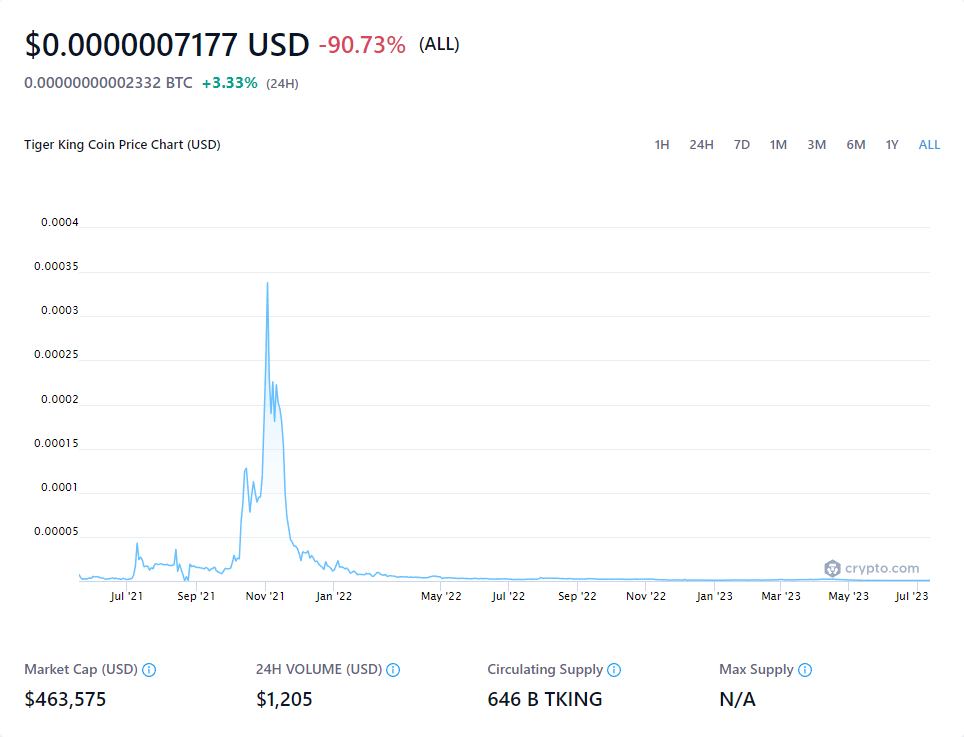 $0.0000007177 USD -90.73% (ALL)
0.00000000002332 BTC +3.33% (24H)
Tiger King Coin Price Chart (USD) 1H 24H 7D 1M 3M 6M 1Y ALL
0.0004
0.00035
0.0003
0.00025
0.0002
0.00015
0.0001
0.00005
crypto.com
Jul '21 Sep '21 Nov '21 Jan '22 May '22 Jul '22 Sep '22 Nov '22 Jan '23 Mar '23 May '23 Jul '23
Market Cap (USD) 24H VOLUME (USD) Circulating Supply Max Supply
$463,575 $1,205 646 B TKING N/A